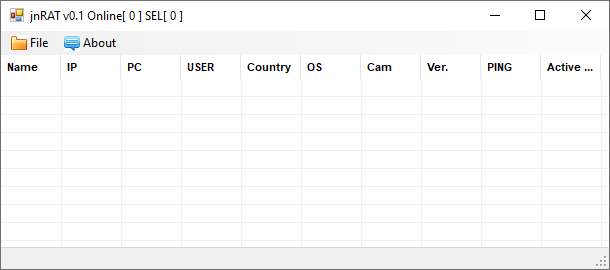 jnRAT v0.1 Online[ 0 ] SEL[ 0 ]
File About
Name IP PC USER Country OS Cam Ver. PING Active ...